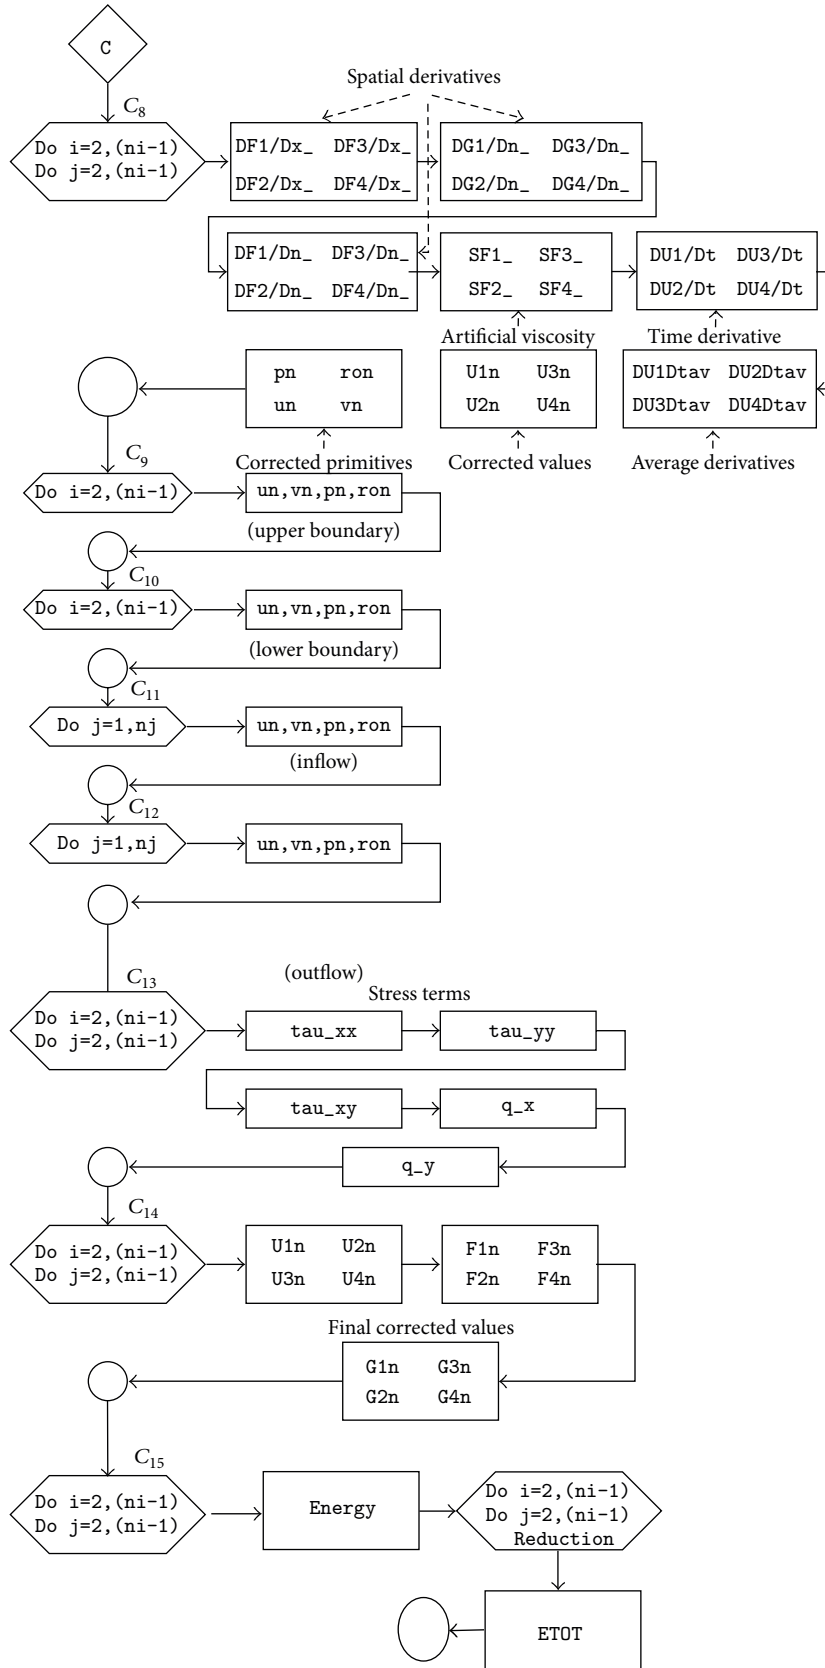 C
C8
Spatial derivatives
Do i=2,(ni-1)
Do j=2,(ni-1)
DF1/Dx_ DF3/Dx_
DF2/Dx_ DF4/Dx_
DG1/Dn_ DG3/Dn_
DG2/Dn_ DG4/Dn_
DF1/Dn_ DF3/Dn_
DF2/Dn_ DF4/Dn_
SF1_ SF3_
SF2_ SF4_
DU1/Dt DU3/Dt
DU2/Dt DU4/Dt
Artificial viscosity
Time derivative
pn ron
un vn
U1n U3n
U2n U4n
DU1Dtav DU2Dtav
DU3Dtav DU4Dtav
C9
Corrected primitives
Corrected values
Average derivatives
Do i=2,(ni-1)
un,vn,pn,ron
(upper boundary)
C10
Do i=2,(ni-1)
un,vn,pn,ron
(lower boundary)
C11
Do j=1,nj
un,vn,pn,ron
(inflow)
C12
Do j=1,nj
un,vn,pn,ron
C13
(outflow)
Stress terms
Do i=2,(ni-1)
Do j=2,(ni-1)
tau_xx
tau_yy
tau_xy
q_x
q_y
C14
Do i=2,(ni-1)
Do j=2,(ni-1)
U1n U2n
U3n U4n
F1n F3n
F2n F4n
Final corrected values
G1n G3n
G2n G4n
C15
Do i=2,(ni-1)
Do j=2,(ni-1)
Energy
Do i=2,(ni-1)
Do j=2,(ni-1)
Reduction
ETOT